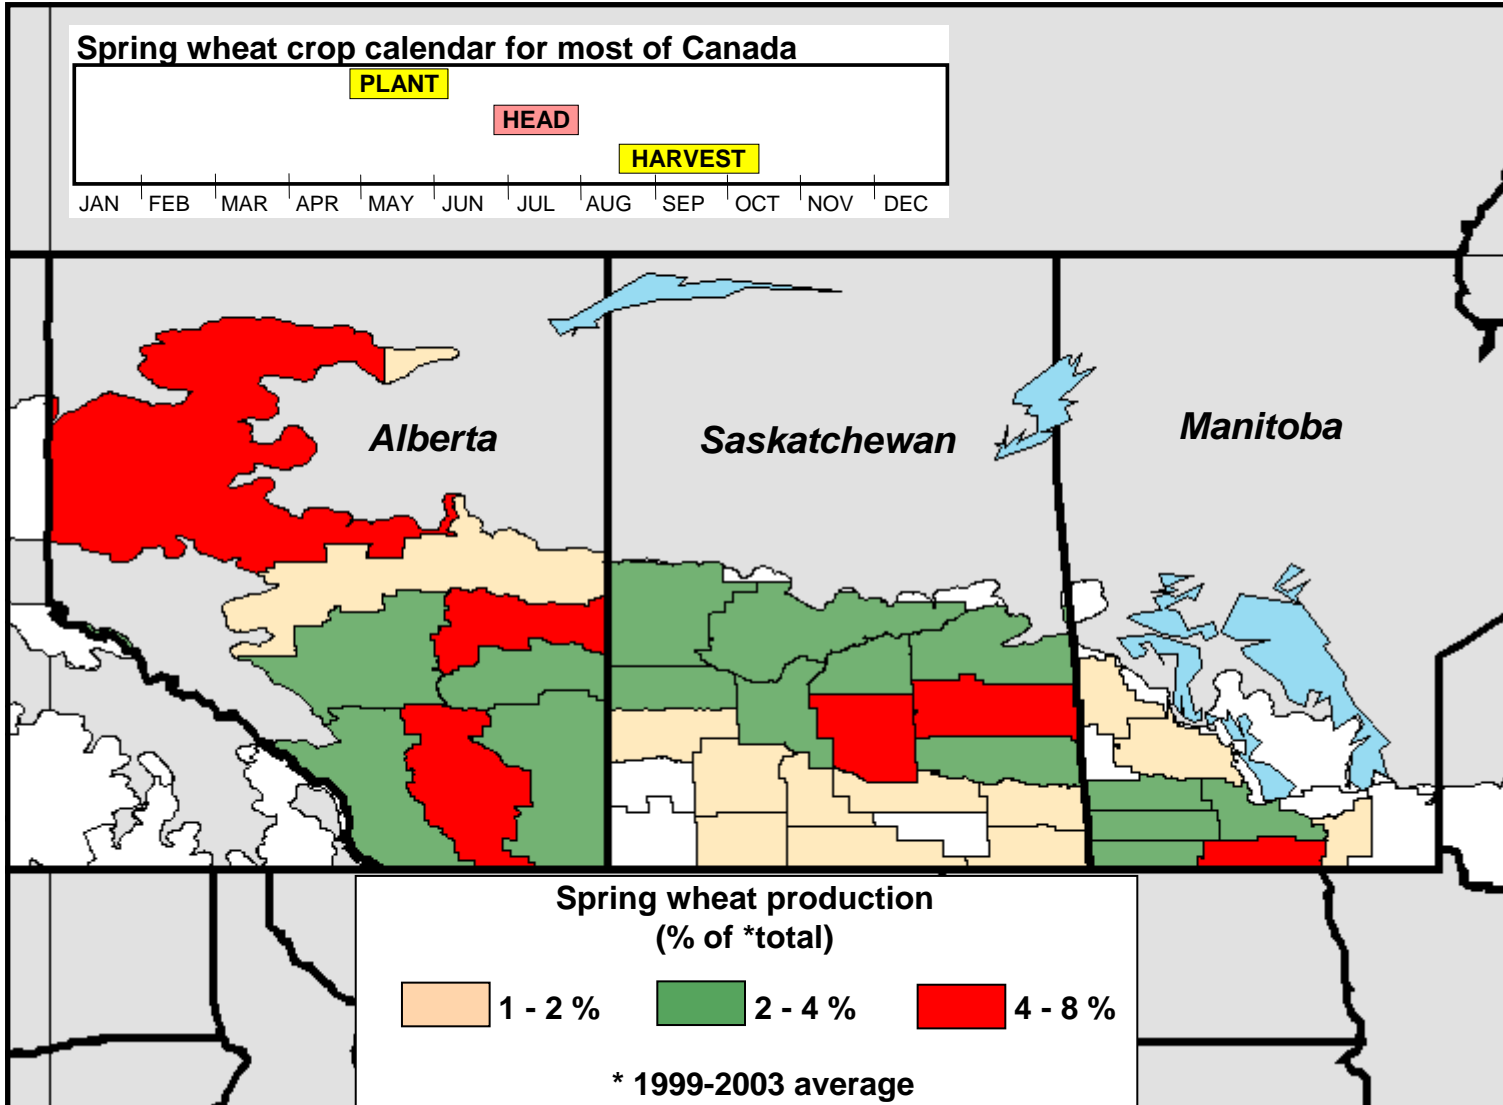 Spring wheat crop calendar for most of Canada
PLANT
HEAD
HARVEST
JAN FEB MAR APR MAY JUN JUL AUG SEP OCT NOV DEC
Alberta
Saskatchewan
Manitoba
Spring wheat production
(% of *total)
1 - 2 %
2 - 4 %
4 - 8 %
* 1999-2003 average